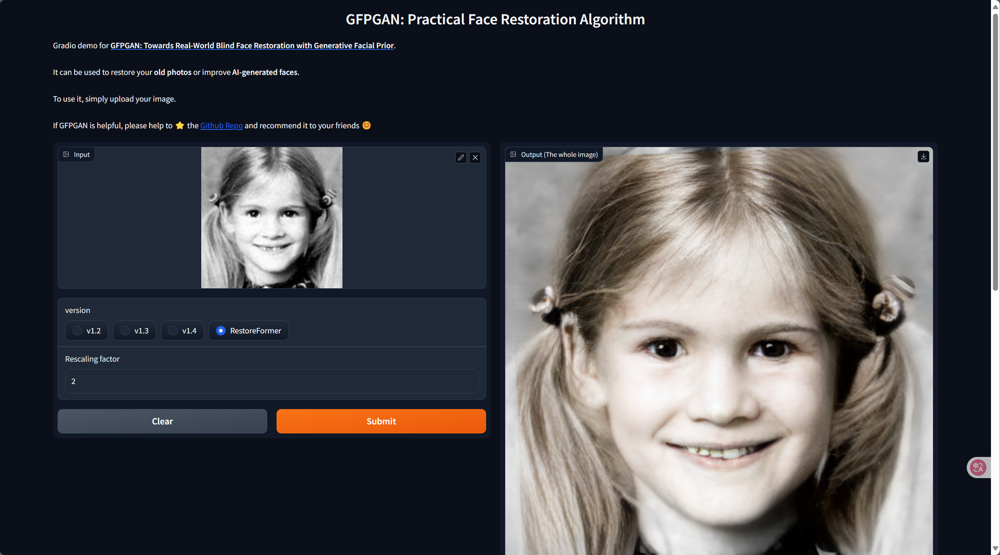 GFPGAN: Practical Face Restoration Algorithm
Gradio demo for GFPGAN: Towards Real-World Blind Face Restoration with Generative Facial Prior.
It can be used to restore your old photos or improve AI-generated faces.
To use it, simply upload your image.
If GFPGAN is helpful, please help to ⭐ the Github Repo and recommend it to your friends 😊
Input
Output (The whole image)
version
v1.2 v1.3 v1.4 RestoreFormer
Rescaling factor
2
Clear Submit
中 A